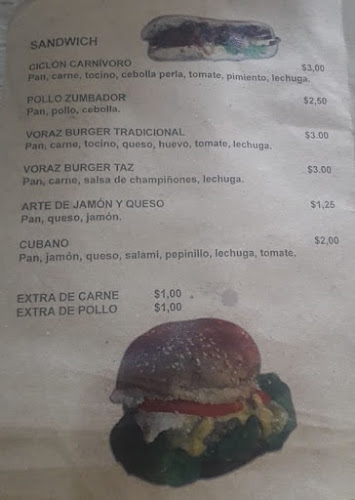 SANDWICH
CICLÓN CARNÍVORO $3,00
Pan, carne, tocino, cebolla perla, tomate, pimiento, lechuga.
POLLO ZUMBADOR $2,50
Pan, pollo, cebolla.
VORAZ BURGER TRADICIONAL $3.00
Pan, carne, tocino, queso, huevo, tomate, lechuga.
VORAZ BURGER TAZ $3.00
Pan, carne, salsa de champiñones, lechuga.
ARTE DE JAMÓN Y QUESO $1,25
Pan, queso, jamón.
CUBANO $2,00
Pan, jamón, queso, salami, pepinillo, lechuga, tomate.
EXTRA DE CARNE $1,00
EXTRA DE POLLO $1,00